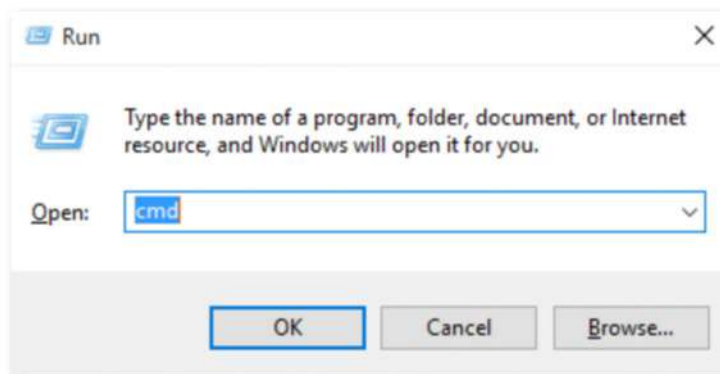 Run
Type the name of a program, folder, document, or Internet
resource, and Windows will open it for you.
Open: cmd
OK Cancel Browse...